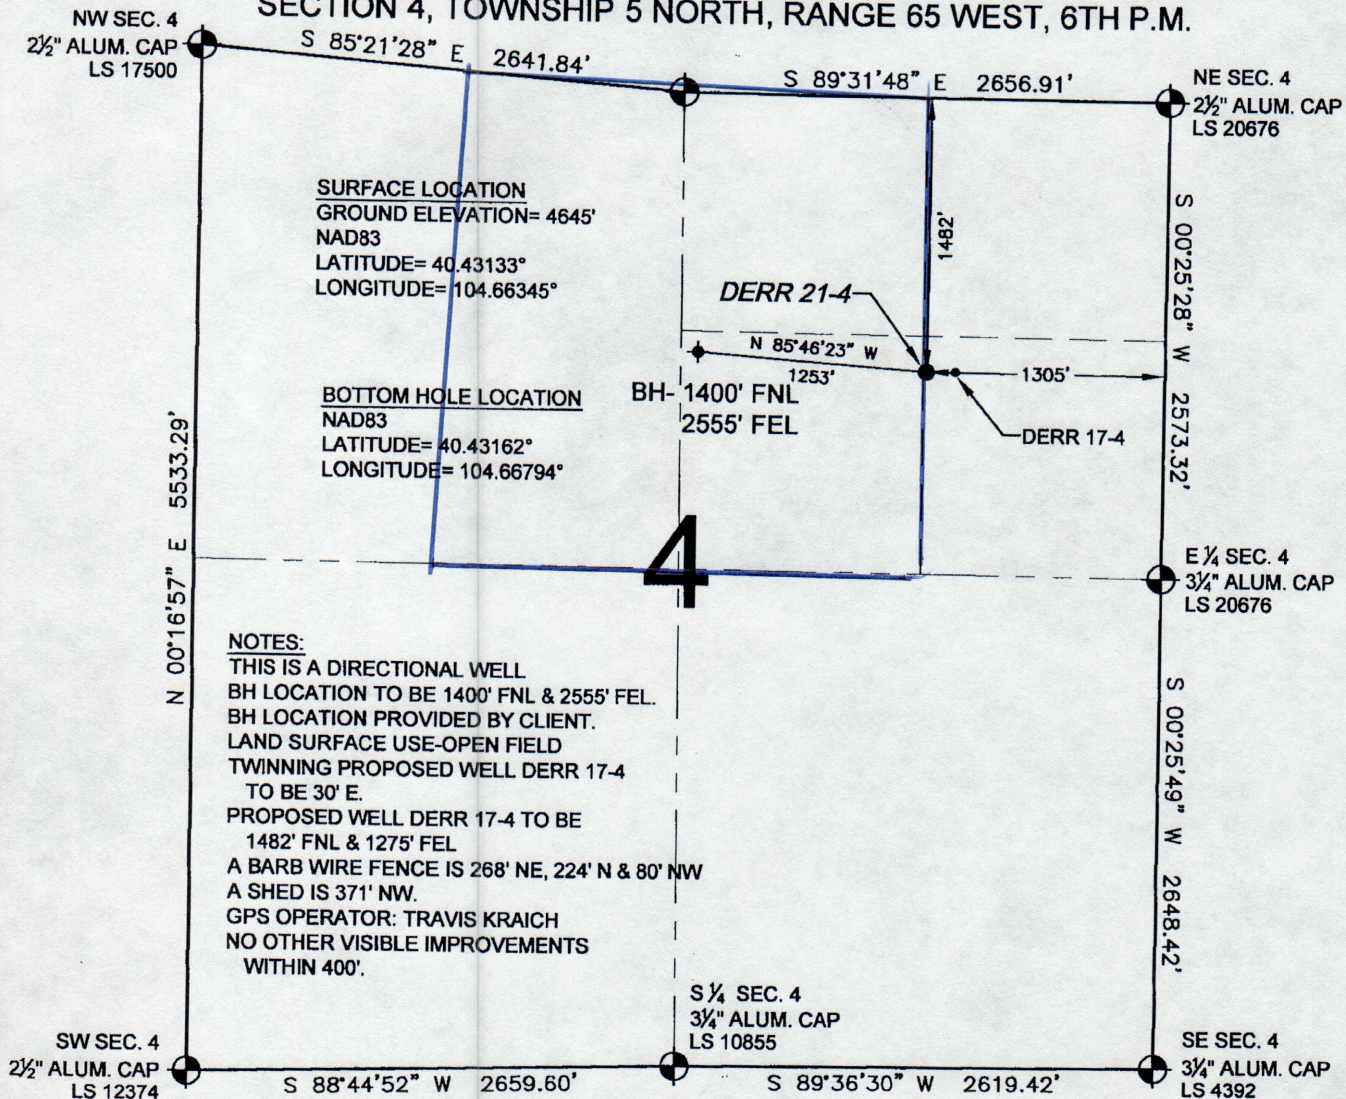 SECTION 4, TOWNSHIP 5 NORTH, RANGE 65 WEST, 6TH P.M.
NW SEC. 4
2½" ALUM. CAP
LS 17500
S 85°21'28" E 2641.84'
S 89°31'48" E 2656.91'
NE SEC. 4
2½" ALUM. CAP
LS 20676
SURFACE LOCATION
GROUND ELEVATION= 4645'
NAD83
LATITUDE= 40.43133°
LONGITUDE= 104.66345°
1482'
S 00°25'28" W 2573.32'
DERR 21-4
N 85°46'23" W
1253'
1305'
BH- 1400' FNL
2555' FEL
DERR 17-4
BOTTOM HOLE LOCATION
NAD83
LATITUDE= 40.43162°
LONGITUDE= 104.66794°
N 00°16'57" E 5533.29'
4
E ¼ SEC. 4
3¼" ALUM. CAP
LS 20676
NOTES:
THIS IS A DIRECTIONAL WELL
BH LOCATION TO BE 1400' FNL & 2555' FEL.
BH LOCATION PROVIDED BY CLIENT.
LAND SURFACE USE-OPEN FIELD
TWINNING PROPOSED WELL DERR 17-4
TO BE 30' E.
PROPOSED WELL DERR 17-4 TO BE
1482' FNL & 1275' FEL
A BARB WIRE FENCE IS 268' NE, 224' N & 80' NW
A SHED IS 371' NW.
GPS OPERATOR: TRAVIS KRAICH
NO OTHER VISIBLE IMPROVEMENTS
WITHIN 400'.
S 00°25'49" W 2648.42'
S ¼ SEC. 4
3¼" ALUM. CAP
LS 10855
SW SEC. 4
2½" ALUM. CAP
LS 12374
S 88°44'52" W 2659.60'
S 89°36'30" W 2619.42'
SE SEC. 4
3¼" ALUM. CAP
LS 4392